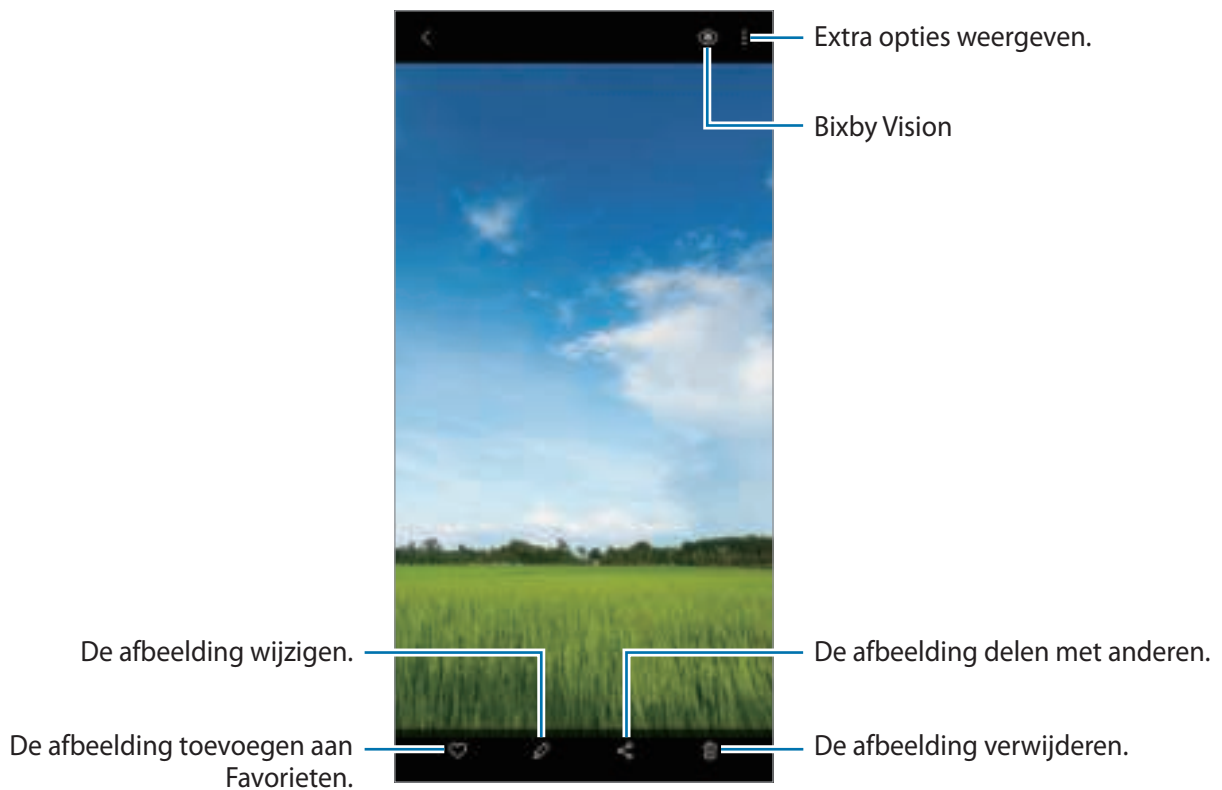 Extra opties weergeven.
Bixby Vision
De afbeelding wijzigen.
De afbeelding delen met anderen.
De afbeelding toevoegen aan
Favorieten.
De afbeelding verwijderen.